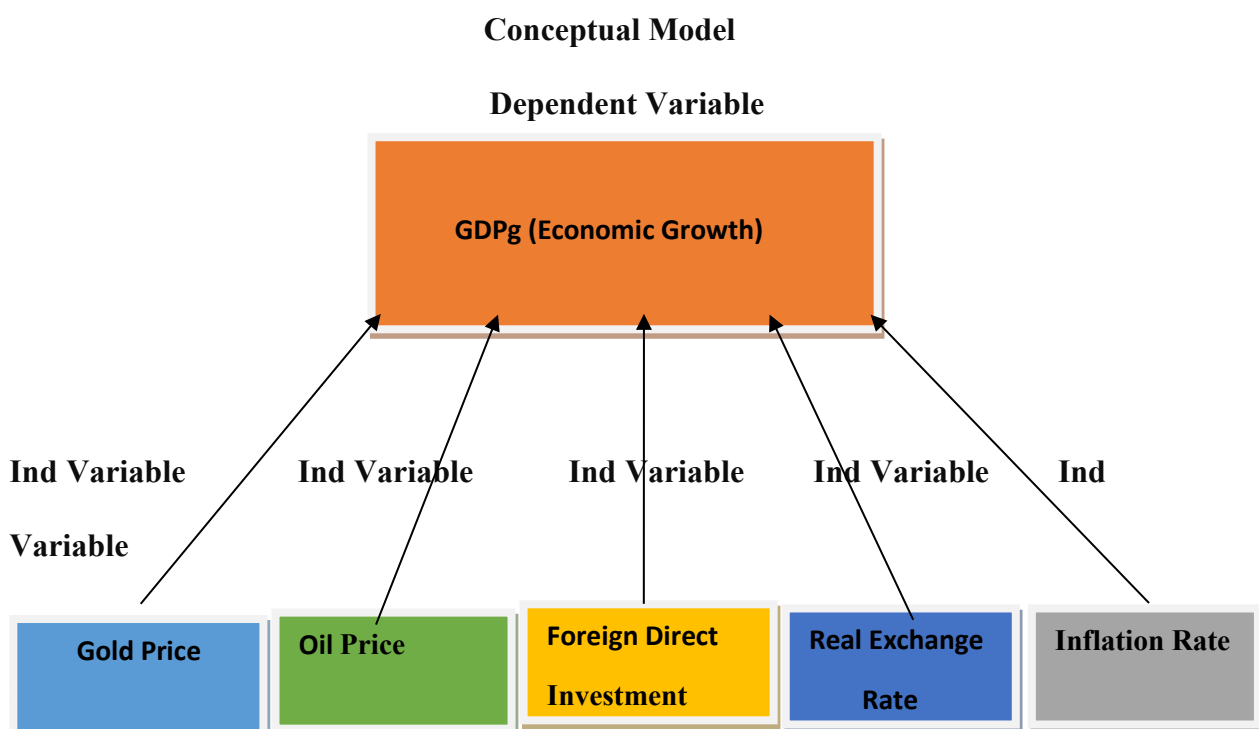 Conceptual Model
Dependent Variable
GDPg (Economic Growth)
Ind Variable Ind Variable Ind Variable Ind Variable Ind
Variable
Gold Price
Oil Price
Foreign Direct
Investment
Real Exchange
Rate
Inflation Rate